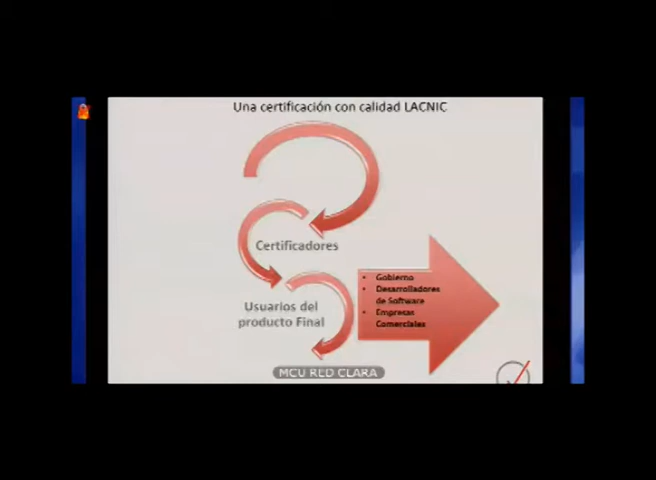 Una certificación con calidad LACNIC
Certificadores
Usuarios del
producto Final
• Gobierno
• Desarrolladores
de Software
• Empresas
Comerciales
MCU RED CLARA